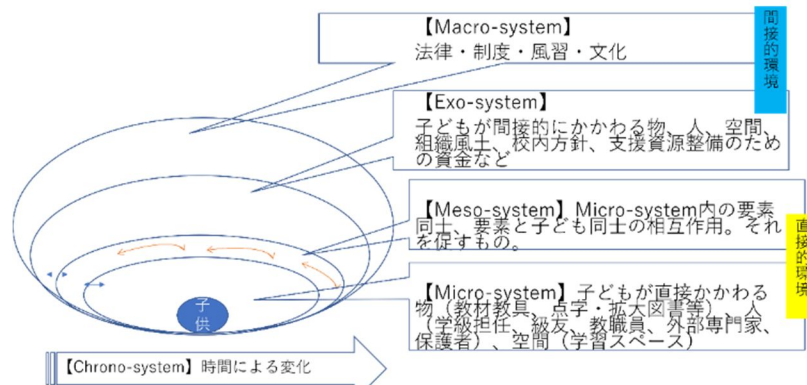 【Macro-system】
法律・制度・風習・文化
間接的環境
【Exo-system】
子どもが間接的にかかわる物、人、空間、
組織風土、校内方針、支援資源整備のため
の資金など
【Meso-system】Micro-system内の要素
同士、要素と子ども同士の相互作用。それ
を促すもの。
直接的環境
【Micro-system】子どもが直接かかわる
物（教材教具、点字・拡大図書等）、人
（学級担任、級友、教職員、外部専門家、
保護者）、空間（学習スペース）
子供
【Chrono-system】時間による変化